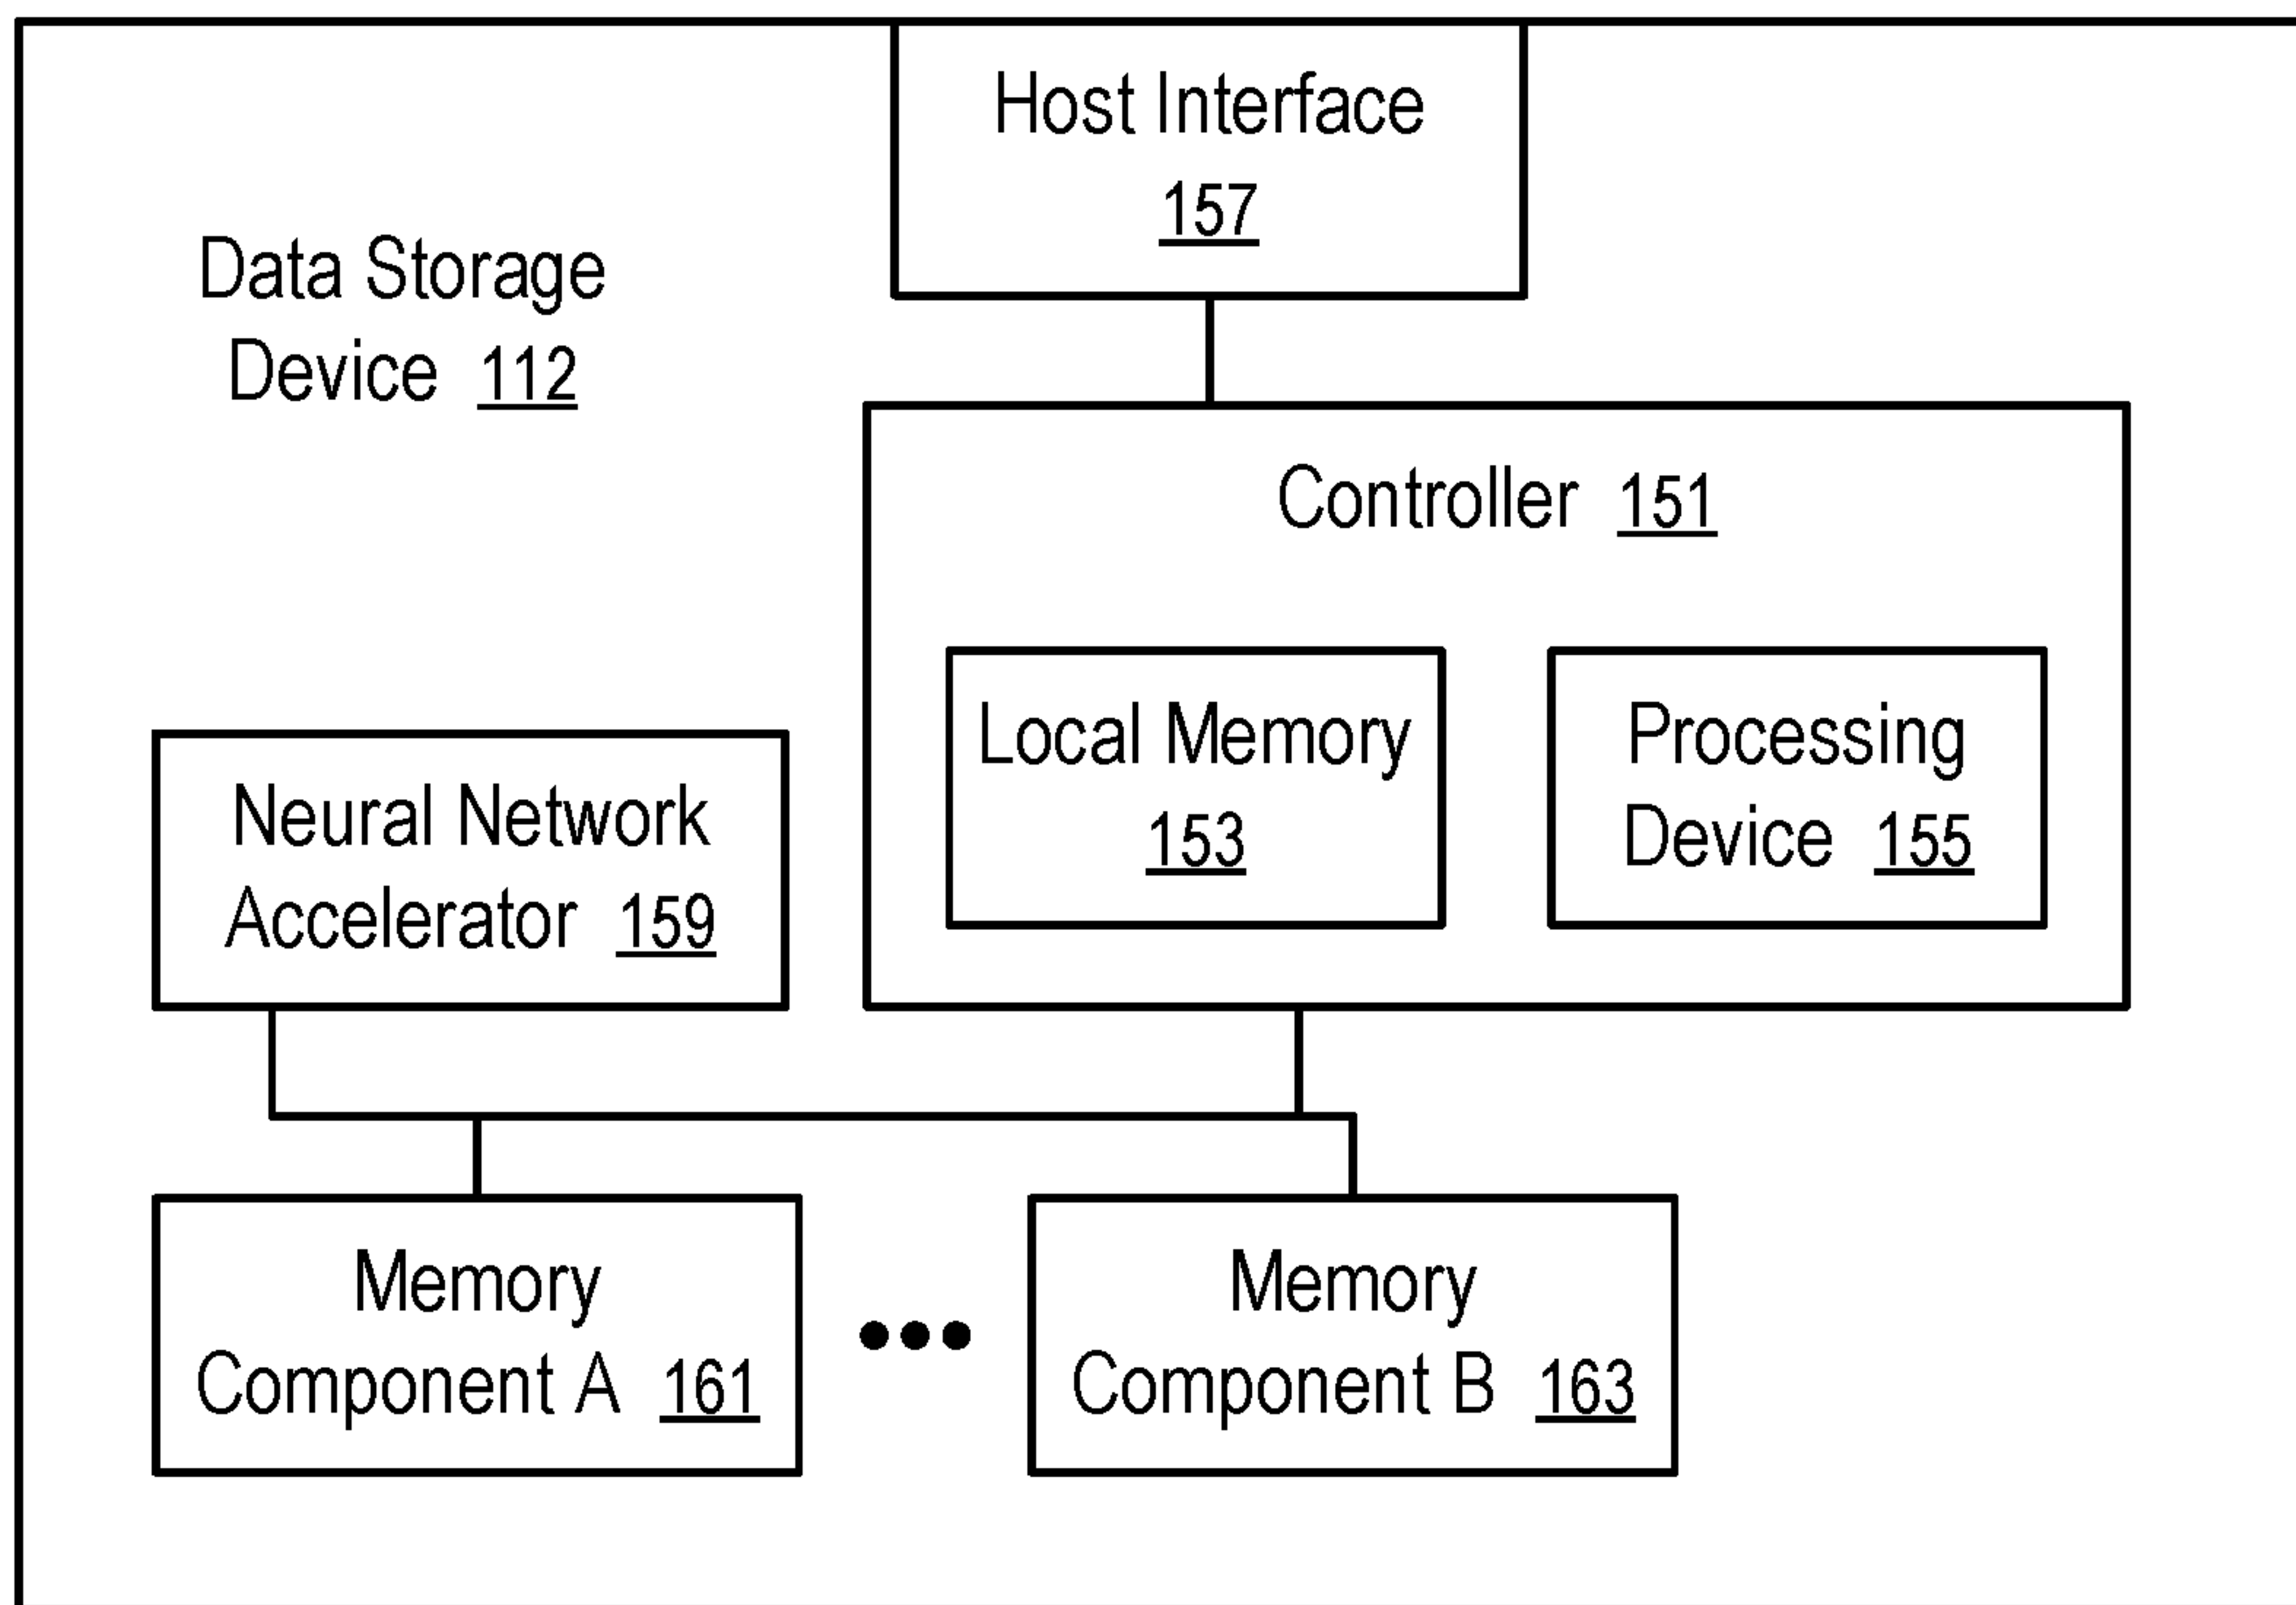 Host Interface
157
Data Storage
Device 112
Controller 151
Local Memory
153
Processing
Device 155
Neural Network
Accelerator 159
Memory
Component A 161
Memory
Component B 163